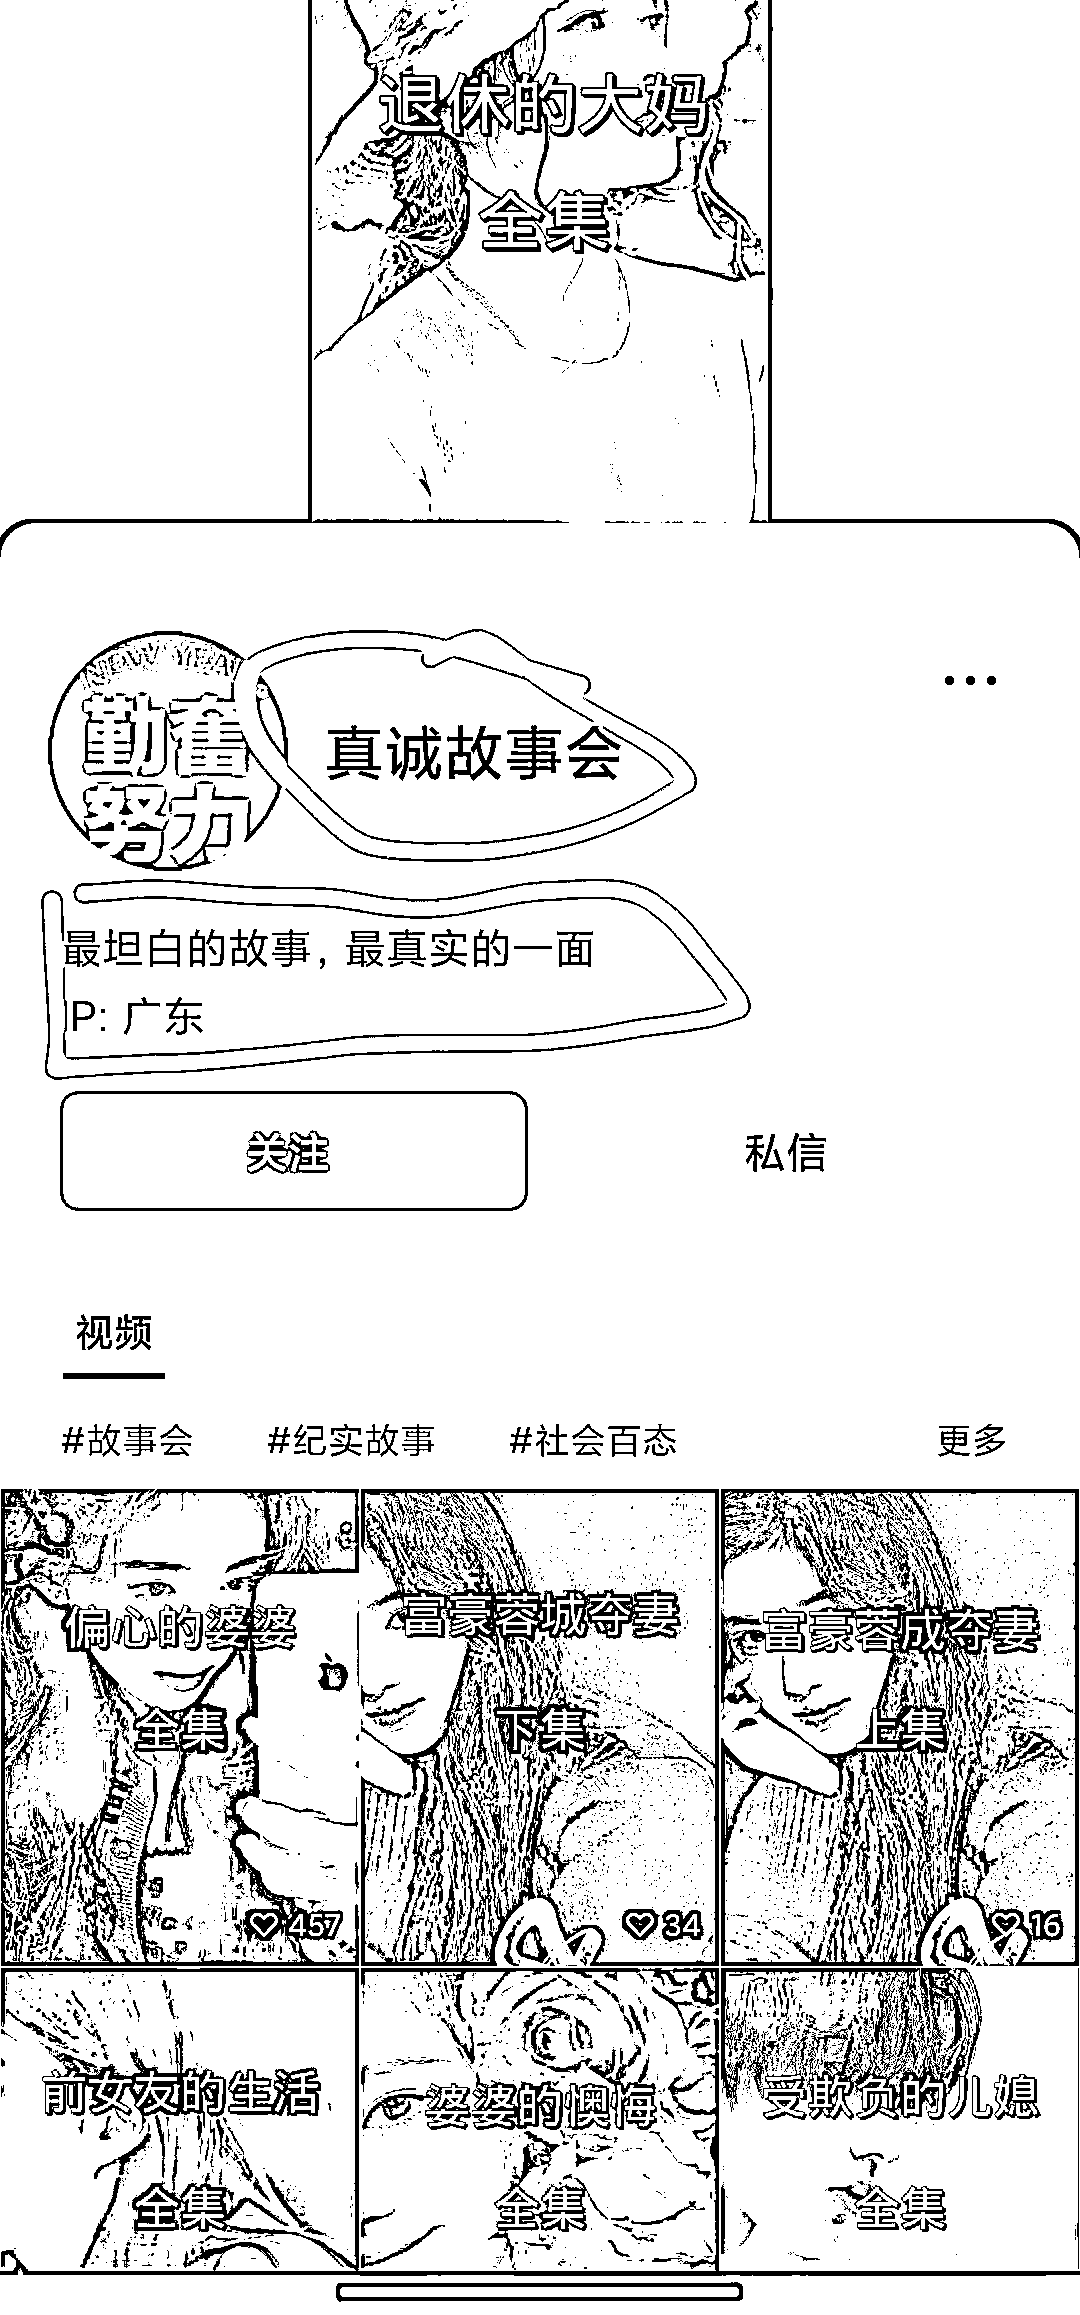 退休的大妈
全集
NEW YEAR
勤奋
努力
真诚故事会
最坦白的故事，最真实的一面
IP: 广东
关注
私信
视频
#故事会
#纪实故事
#社会百态
更多
偏心的婆婆
全集
457
富豪蓉城夺妻
下集
34
富豪蓉成夺妻
上集
16
前女友的生活
全集
婆婆的懊悔
全集
受欺负的儿媳
全集